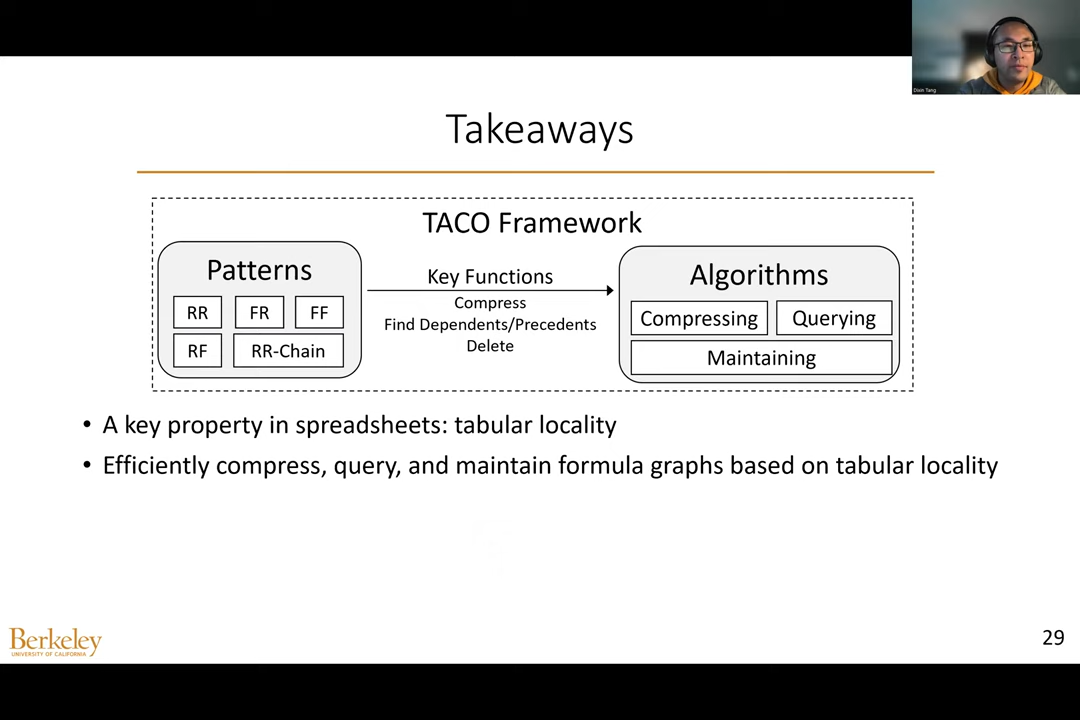 Dixin Tang
Takeaways
TACO Framework
Patterns
RR FR FF
RF RR-Chain
Key Functions
Compress
Find Dependents/Precedents
Delete
Algorithms
Compressing Querying
Maintaining
• A key property in spreadsheets: tabular locality
• Efficiently compress, query, and maintain formula graphs based on tabular locality
Berkeley
UNIVERSITY OF CALIFORNIA
29